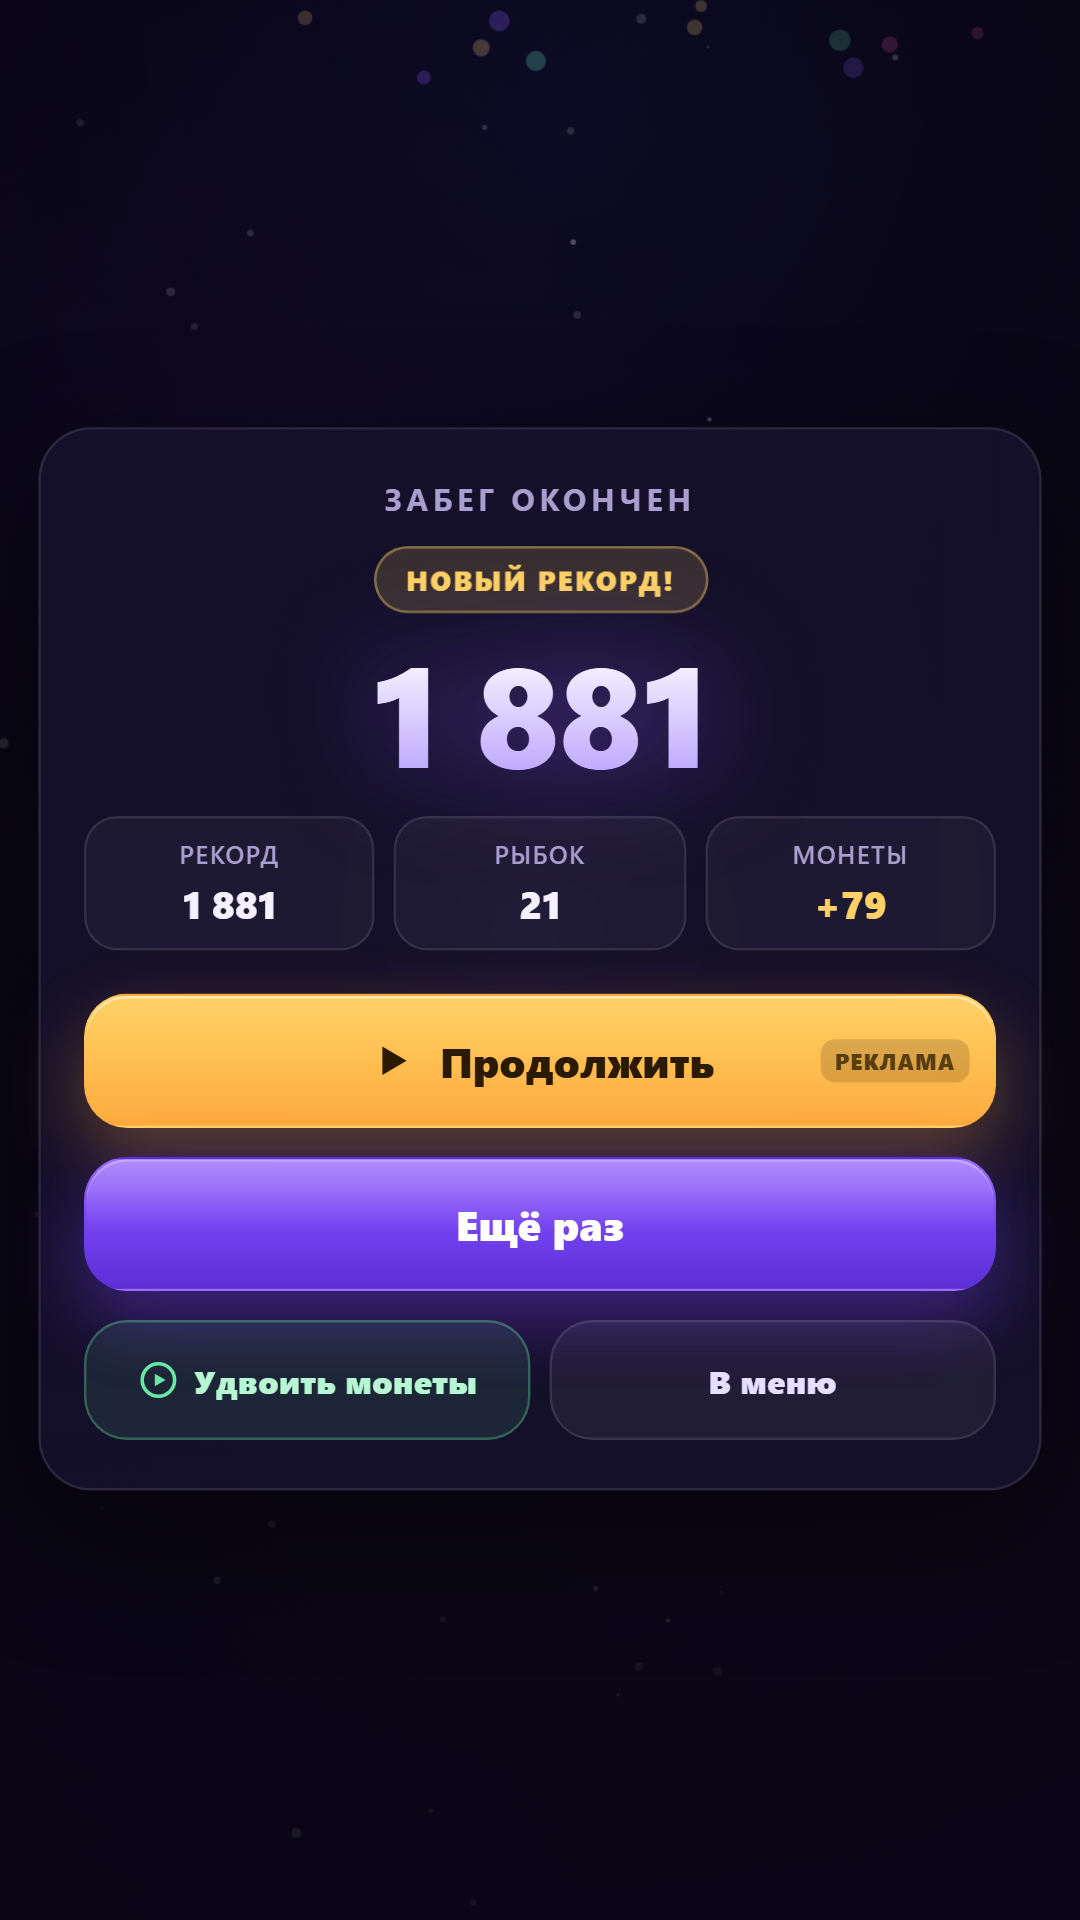 ЗАБЕГ ОКОНЧЕН
НОВЫЙ РЕКОРД!
1 881
РЕКОРД
1 881
РЫБОК
21
МОНЕТЫ
+79
Продолжить
РЕКЛАМА
Ещё раз
Удвоить монеты
В меню